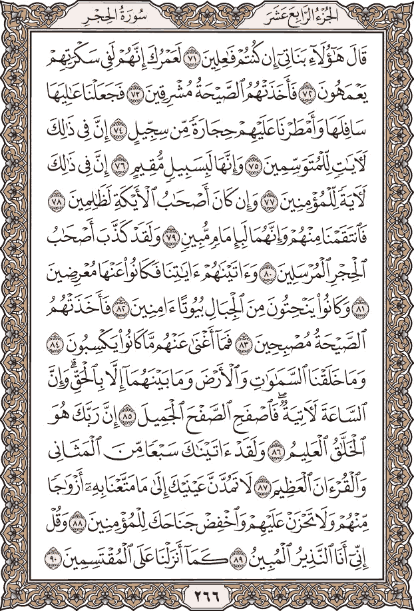 الجزء الرابع عشر
سورة الحجر
قَالَ هَٰٓؤُلَآءِ بَنَاتِىٓ إِن كُنتُمْ فَٰعِلِينَ ٧١ لَعَمْرُكَ إِنَّهُمْ لَفِى سَكْرَتِهِمْ
يَعْمَهُونَ ٧٢ فَأَخَذَتْهُمُ ٱلصَّيْحَةُ مُشْرِقِينَ ٧٣ فَجَعَلْنَا عَٰلِيَهَا
سَافِلَهَا وَأَمْطَرْنَا عَلَيْهِمْ حِجَارَةً مِّن سِجِّيلٍ ٧٤ إِنَّ فِى ذَٰلِكَ
لَءَايَٰتٍ لِّلْمُتَوَسِّمِينَ ٧٥ وَإِنَّهَا لَبِسَبِيلٍ مُّقِيمٍ ٧٦ إِنَّ فِى ذَٰلِكَ
لَءَايَةً لِّلْمُؤْمِنِينَ ٧٧ وَإِن كَانَ أَصْحَٰبُ ٱلْأَيْكَةِ لَظَٰلِمِينَ ٧٨
فَٱنتَقَمْنَا مِنْهُمْ وَإِنَّهُمَا لَبِإِمَامٍ مُّبِينٍ ٧٩ وَلَقَدْ كَذَّبَ أَصْحَٰبُ
ٱلْحِجْرِ ٱلْمُرْسَلِينَ ٨٠ وَءَاتَيْنَٰهُمْ ءَايَٰتِنَا فَكَانُوا۟ عَنْهَا مُعْرِضِينَ
٨١ وَكَانُوا۟ يَنْحِتُونَ مِنَ ٱلْجِبَالِ بُيُوتًا ءَامِنِينَ ٨٢ فَأَخَذَتْهُمُ
ٱلصَّيْحَةُ مُصْبِحِينَ ٨٣ فَمَآ أَغْنَىٰ عَنْهُم مَّا كَانُوا۟ يَكْسِبُونَ ٨٤
وَمَا خَلَقْنَا ٱلسَّمَٰوَٰتِ وَٱلْأَرْضَ وَمَا بَيْنَهُمَآ إِلَّا بِٱلْحَقِّ ۗ وَإِنَّ
ٱلسَّاعَةَ لَءَاتِيَةٌ ۖ فَٱصْفَحِ ٱلصَّفْحَ ٱلْجَمِيلَ ٨٥ إِنَّ رَبَّكَ هُوَ
ٱلْخَلَّٰقُ ٱلْعَلِيمُ ٨٦ وَلَقَدْ ءَاتَيْنَٰكَ سَبْعًا مِّنَ ٱلْمَثَانِى
وَٱلْقُرْءَانَ ٱلْعَظِيمَ ٨٧ لَا تَمُدَّنَّ عَيْنَيْكَ إِلَىٰ مَا مَتَّعْنَا بِهِۦٓ أَزْوَٰجًا
مِّنْهُمْ وَلَا تَحْزَنْ عَلَيْهِمْ وَٱخْفِضْ جَنَاحَكَ لِلْمُؤْمِنِينَ ٨٨ وَقُلْ
إِنِّىٓ أَنَا ٱلنَّذِيرُ ٱلْمُبِينُ ٨٩ كَمَآ أَنزَلْنَا عَلَى ٱلْمُقْتَسِمِينَ ٩٠
٢٦٦